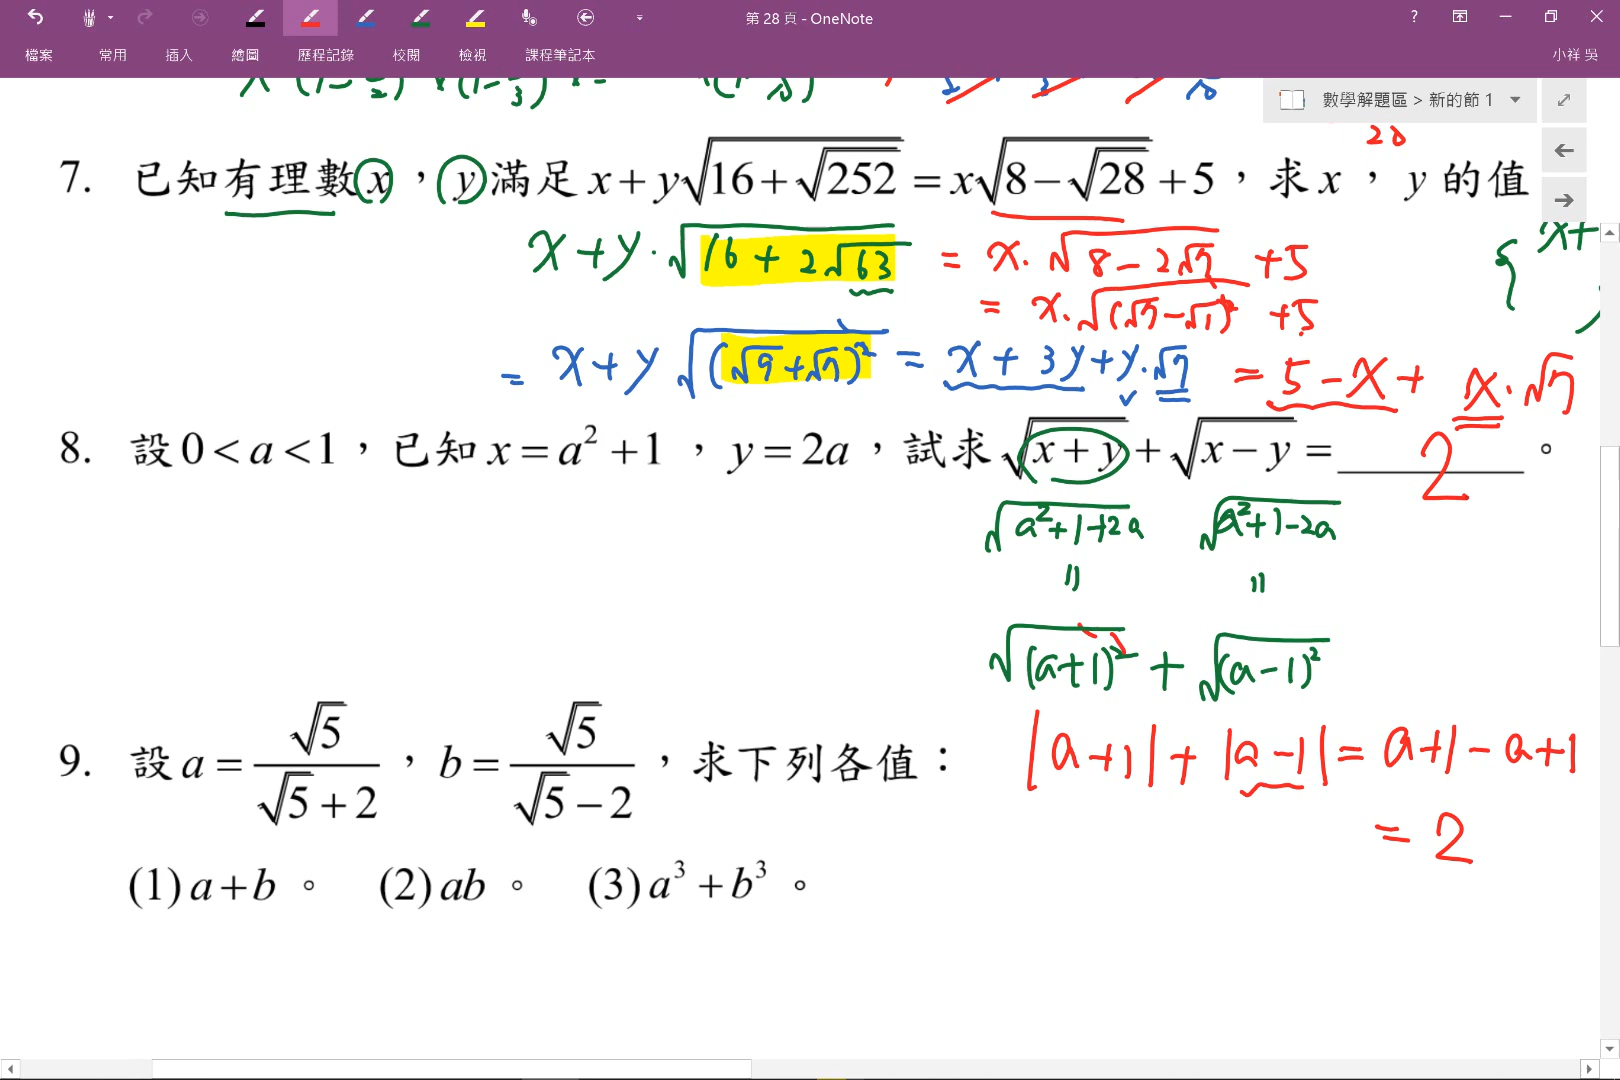 第 28 頁 - OneNote
檔案 常用 插入 繪圖 歷程記錄 校閱 檢視 課程筆記本 小祥 吳
數學解題區 > 新的節 1
28
7. 已知有理數 x ， y 滿足 x + y√(16 + √252) = x√(8 − √28) + 5 ，求 x ， y 的值
x + y · √(16 + 2√63) = x · √(8 − 2√7) + 5
= x · √(√7 − √1)² + 5
= x + y √(√9 + √7)² = x + 3y + y · √7 = 5 − x + x · √7
8. 設 0 < a < 1 ，已知 x = a² + 1 ， y = 2a ，試求 √(x + y) + √(x − y) = 2 。
√(a² + 1 + 2a) √(a² + 1 − 2a)
= =
√(a + 1)² + √(a − 1)²
|a + 1| + |a − 1| = a + 1 − a + 1
= 2
9. 設 a = √5 / (√5 + 2) ， b = √5 / (√5 − 2) ，求下列各值：
(1) a + b 。 (2) ab 。 (3) a³ + b³ 。